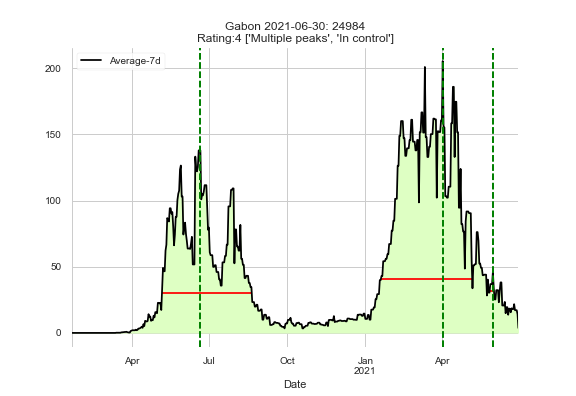 Gabon 2021-06-30: 24984
Rating:4 ['Multiple peaks', 'In control']
Average-7d
200
150
100
50
0
Apr
Jul
Oct
Jan
2021
Apr
Date